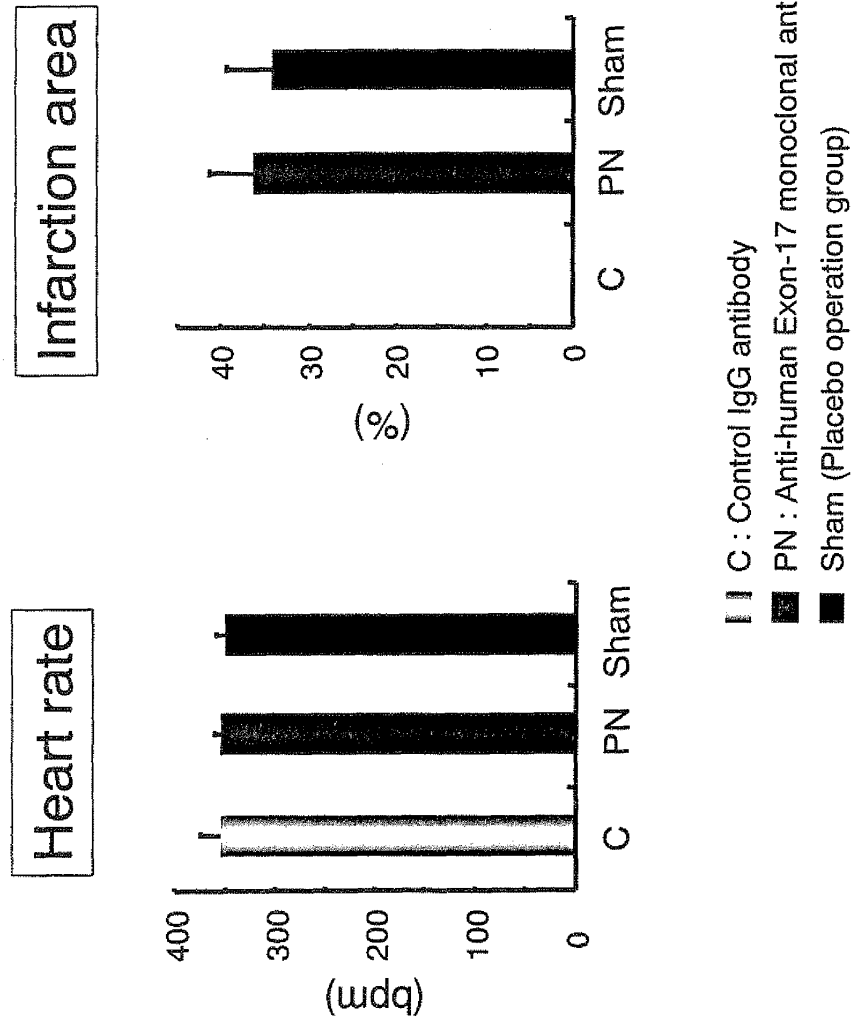 Heart rate
(bpm)
400
300
200
100
0
C PN Sham
Infarction area
(%)
40
30
20
10
0
C PN Sham
C : Control IgG antibody
PN : Anti-human Exon-17 monoclonal ant
Sham (Placebo operation group)